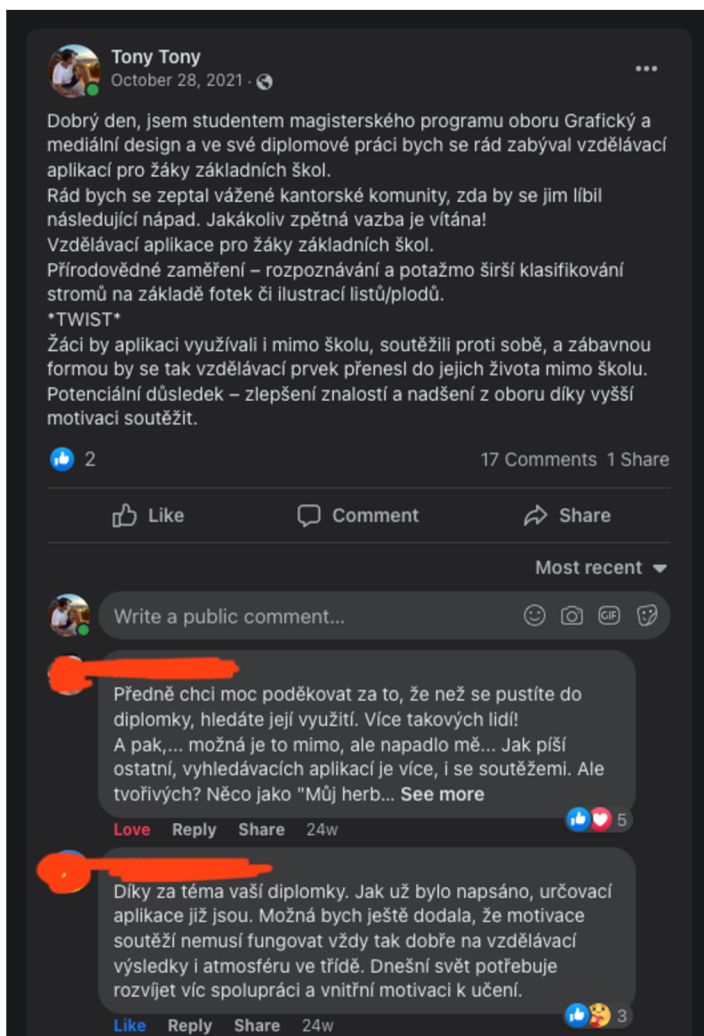 Tony Tony
October 28, 2021 ·
Dobrý den, jsem studentem magisterského programu oboru Grafický a
mediální design a ve své diplomové práci bych se rád zabýval vzdělávací
aplikací pro žáky základních škol.
Rád bych se zeptal vážené kantorské komunity, zda by se jim líbil
následující nápad. Jakákoliv zpětná vazba je vítána!
Vzdělávací aplikace pro žáky základních škol.
Přírodovědné zaměření – rozpoznávání a potažmo širší klasifikování
stromů na základě fotek či ilustrací listů/plodů.
*TWIST*
Žáci by aplikaci využívali i mimo školu, soutěžili proti sobě, a zábavnou
formou by se tak vzdělávací prvek přenesl do jejich života mimo školu.
Potenciální důsledek – zlepšení znalostí a nadšení z oboru díky vyšší
motivaci soutěžit.
2 17 Comments 1 Share
Like Comment Share
Most recent
Write a public comment... GIF
Předně chci moc poděkovat za to, že než se pustíte do
diplomky, hledáte její využití. Více takových lidí!
A pak,... možná je to mimo, ale napadlo mě... Jak píší
ostatní, vyhledávacích aplikací je více, i se soutěžemi. Ale
tvořivých? Něco jako "Můj herb... See more
5
Love Reply Share 24w
Díky za téma vaší diplomky. Jak už bylo napsáno, určovací
aplikace již jsou. Možná bych ještě dodala, že motivace
soutěží nemusí fungovat vždy tak dobře na vzdělávací
výsledky i atmosféru ve třídě. Dnešní svět potřebuje
rozvíjet víc spolupráci a vnitřní motivaci k učení.
3
Like Reply Share 24w